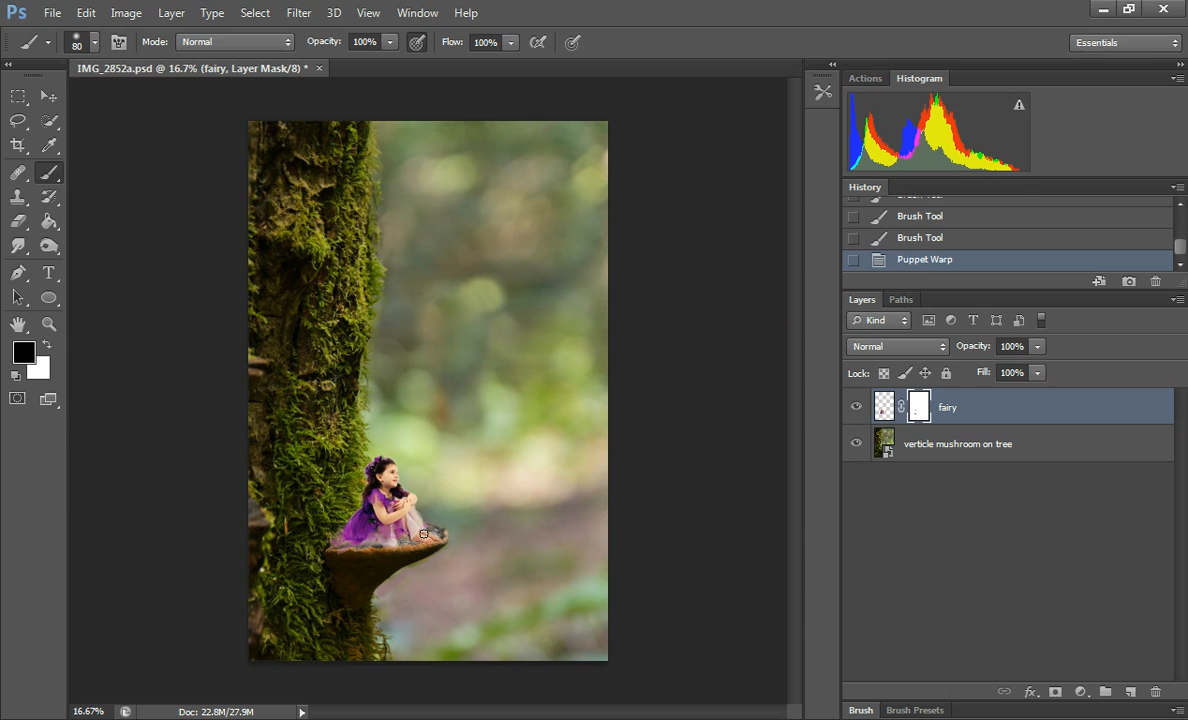 Ps File Edit Image Layer Type Select Filter 3D View Window Help
80 Mode: Normal Opacity: 100% Flow: 100% Essentials
IMG_2852a.psd @ 16.7% (fairy, Layer Mask/8) * ×
Actions Histogram
History
Brush Tool
Brush Tool
Brush Tool
Puppet Warp
Layers Paths
Kind
Normal Opacity: 100%
Lock: Fill: 100%
fairy
verticle mushroom on tree
16.67% Doc: 22.8M/27.9M
Brush Brush Presets